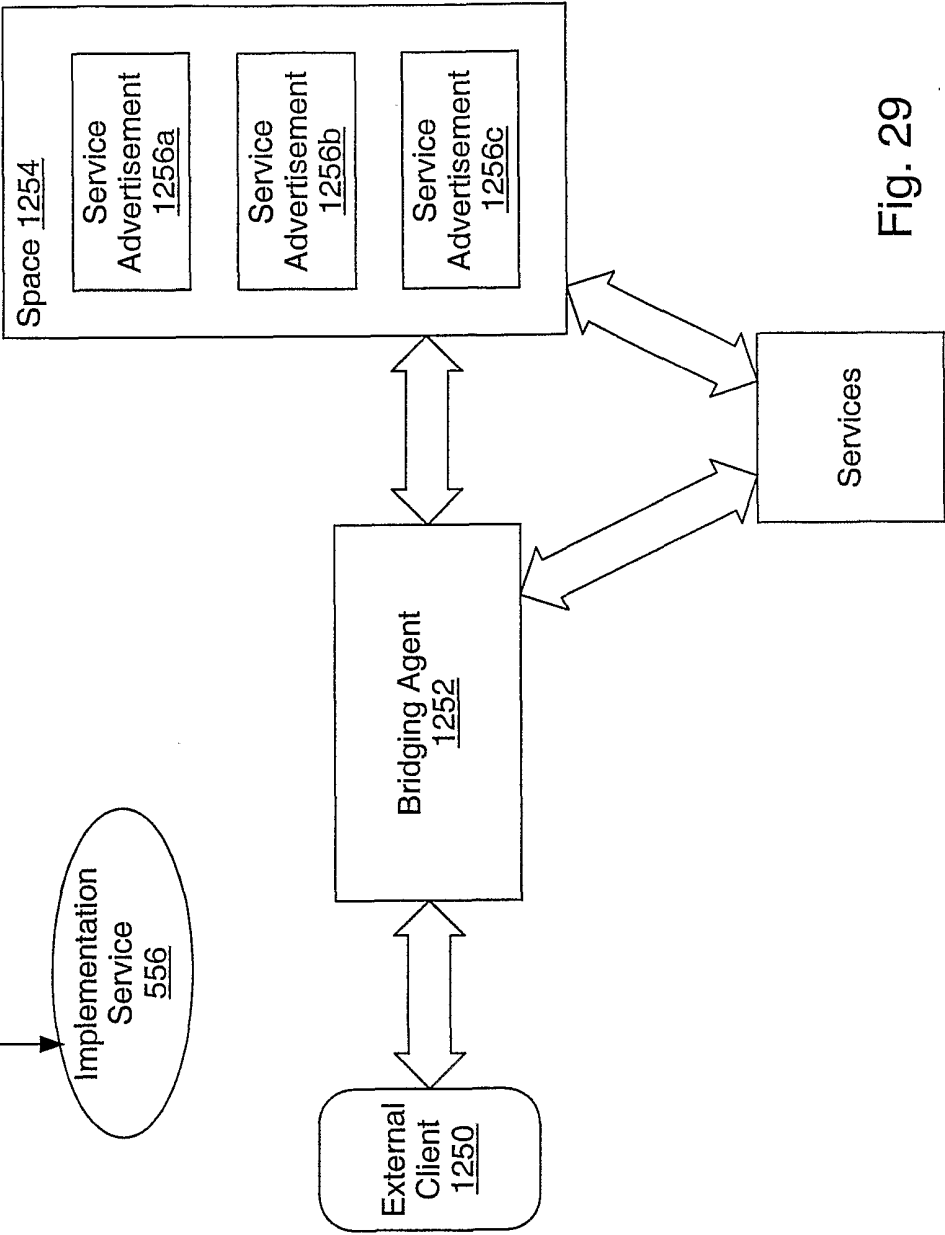 Implementation
Service
556
External
Client
1250
Bridging Agent
1252
Space 1254
Service
Advertisement
1256a
Service
Advertisement
1256b
Service
Advertisement
1256c
Services
Fig. 29